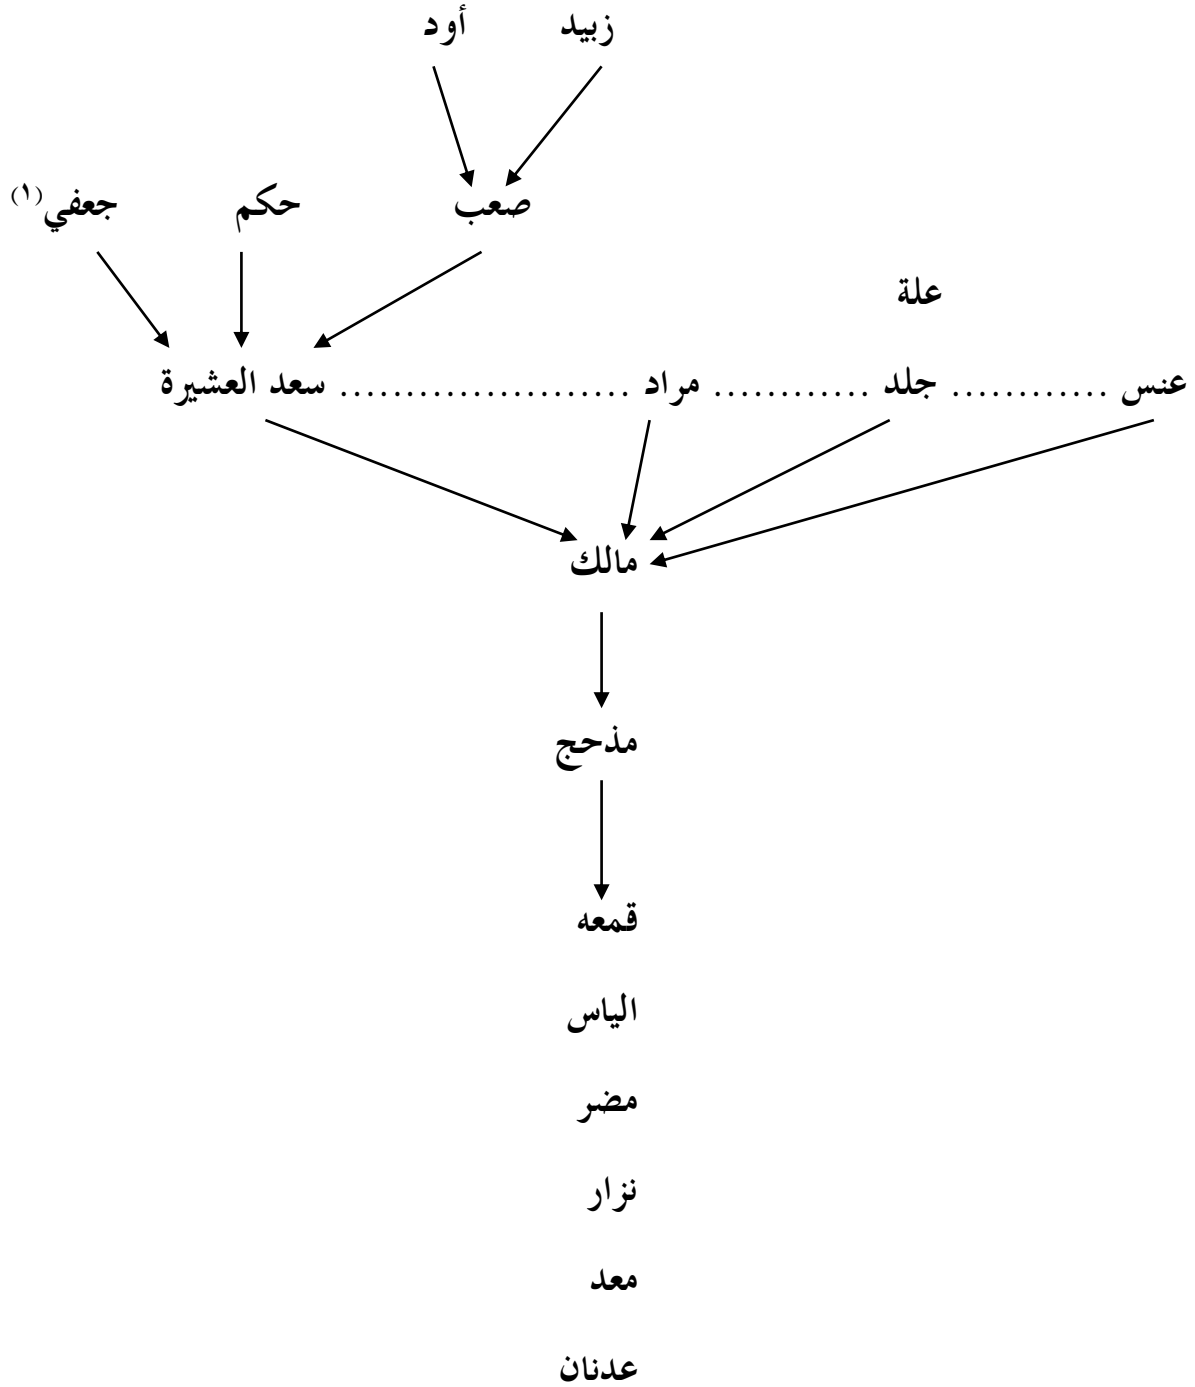 زبيد أود
صعب حكم جعفي(١)
علة
عنس ............ جلد ............ مراد ...................... سعد العشيرة
مالك
مذحج
قمعه
الياس
مضر
نزار
معد
عدنان